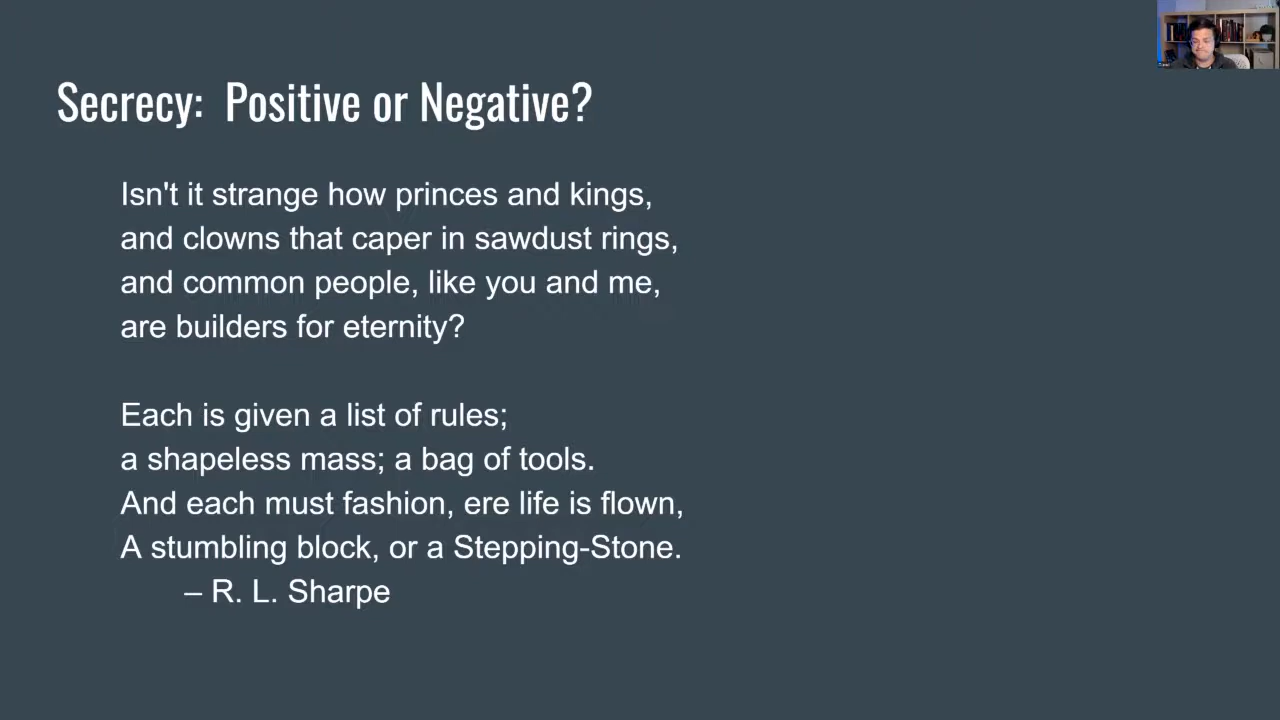 Secrecy: Positive or Negative?
Isn't it strange how princes and kings,
and clowns that caper in sawdust rings,
and common people, like you and me,
are builders for eternity?
Each is given a list of rules;
a shapeless mass; a bag of tools.
And each must fashion, ere life is flown,
A stumbling block, or a Stepping-Stone.
– R. L. Sharpe